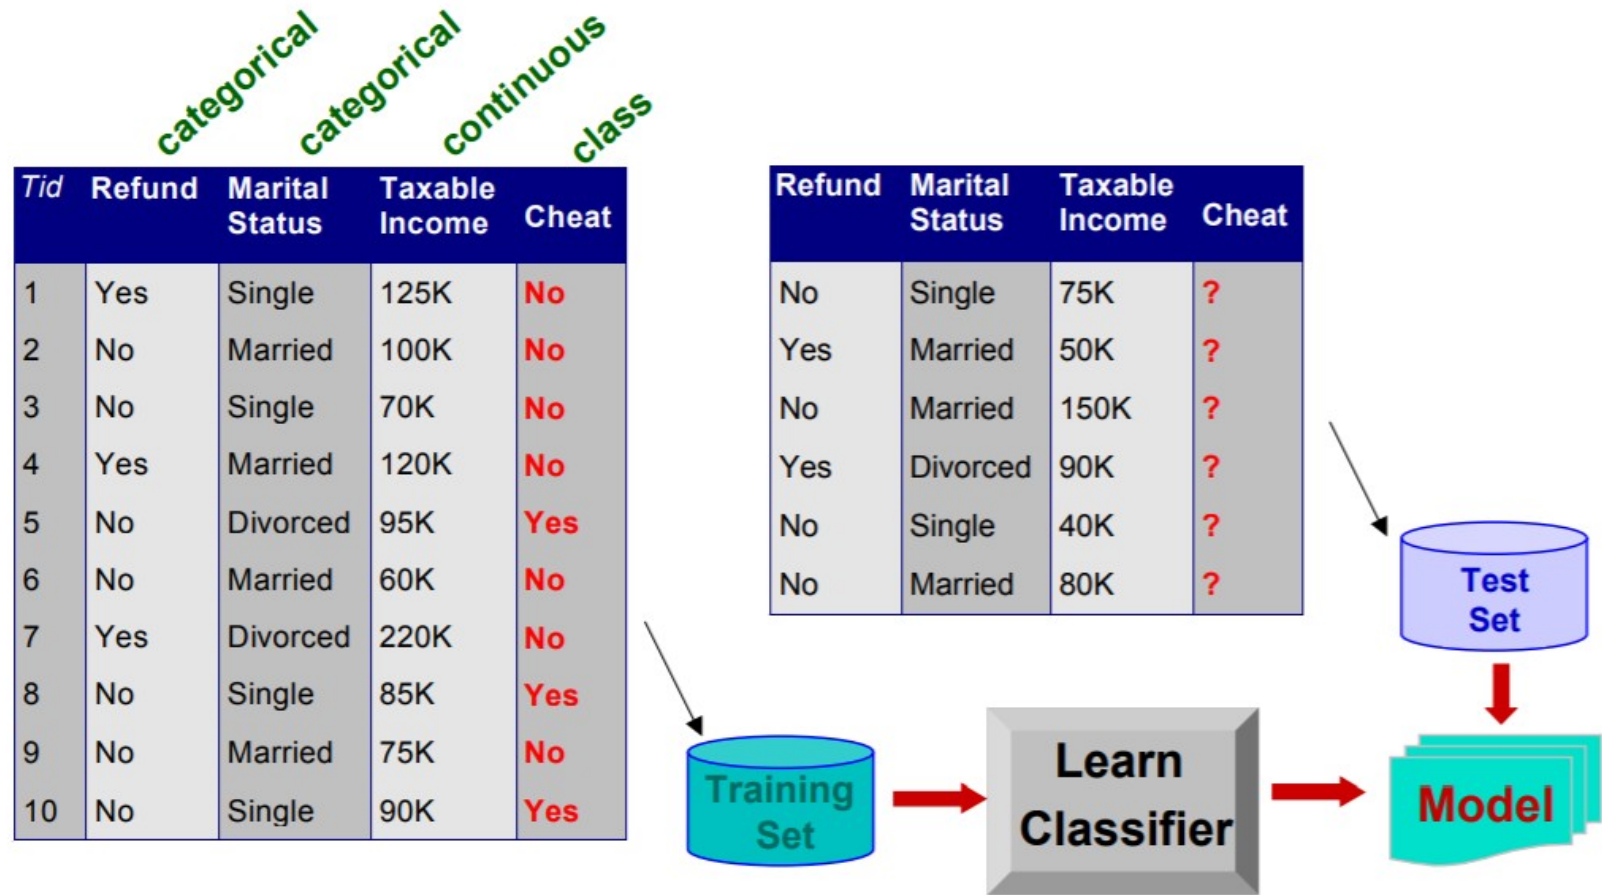 categorical categorical continuous class
Tid Refund Marital Status Taxable Income Cheat
1 Yes Single 125K No
2 No Married 100K No
3 No Single 70K No
4 Yes Married 120K No
5 No Divorced 95K Yes
6 No Married 60K No
7 Yes Divorced 220K No
8 No Single 85K Yes
9 No Married 75K No
10 No Single 90K Yes
Refund Marital Status Taxable Income Cheat
No Single 75K ?
Yes Married 50K ?
No Married 150K ?
Yes Divorced 90K ?
No Single 40K ?
No Married 80K ?
Test
Set
Training
Set
Learn
Classifier
Model